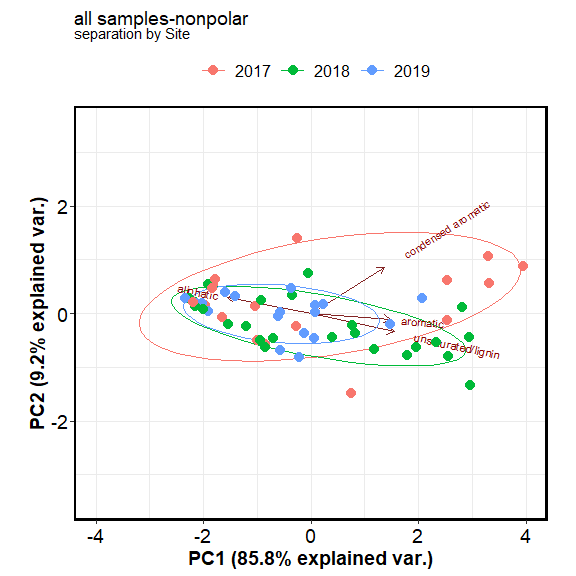 all samples-nonpolar
separation by Site
2017 2018 2019
condensed aromatic
aliphatic
aromatic
unsaturated/lignin
2
0
-2
-4 -2 0 2 4
PC1 (85.8% explained var.)
PC2 (9.2% explained var.)